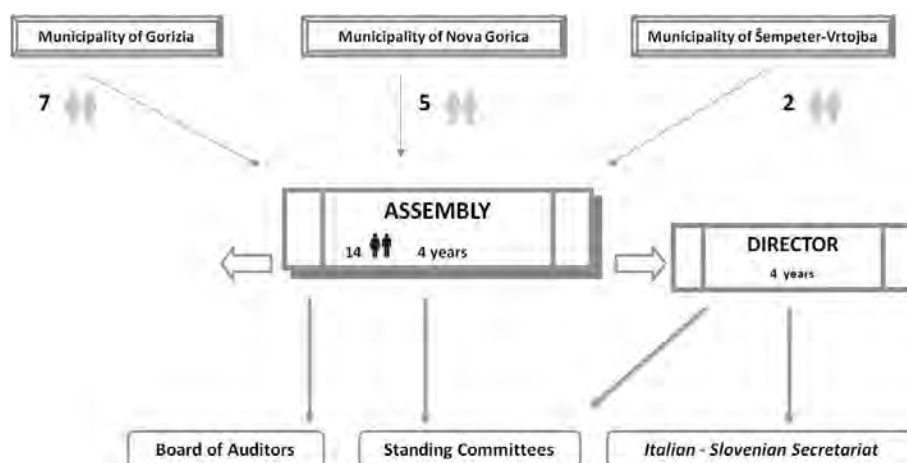 Municipality of Gorizia
Municipality of Nova Gorica
Municipality of Šempeter-Vrtojba
7
5
2
ASSEMBLY
14 4 years
DIRECTOR
4 years
Board of Auditors
Standing Committees
Italian - Slovenian Secretariat